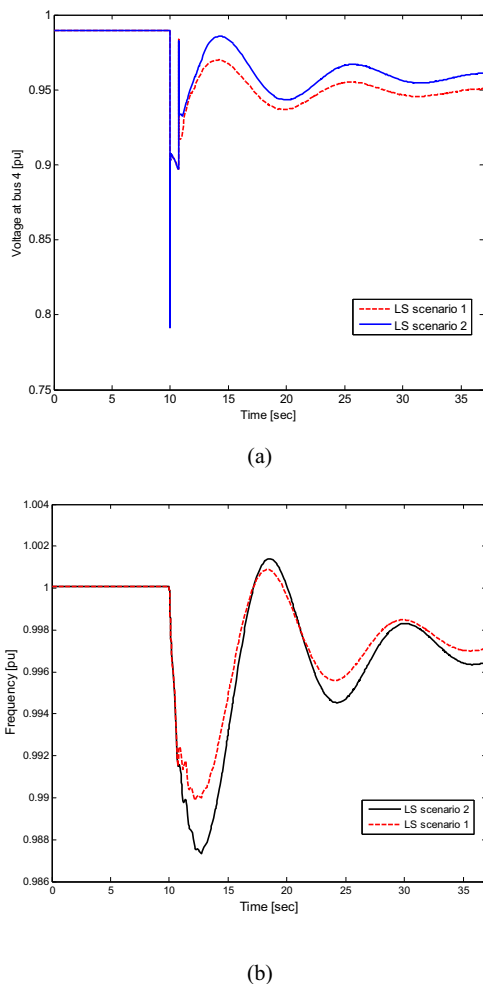 1
0.95
0.9
0.85
0.8
0.75
Voltage at bus 4 [pu]
LS scenario 1
LS scenario 2
0 5 10 15 20 25 30 35
Time [sec]
(a)
1.004
1.002
1
0.998
0.996
0.994
0.992
0.99
0.988
0.986
Frequency [pu]
LS scenario 2
LS scenario 1
0 5 10 15 20 25 30 35
Time [sec]
(b)